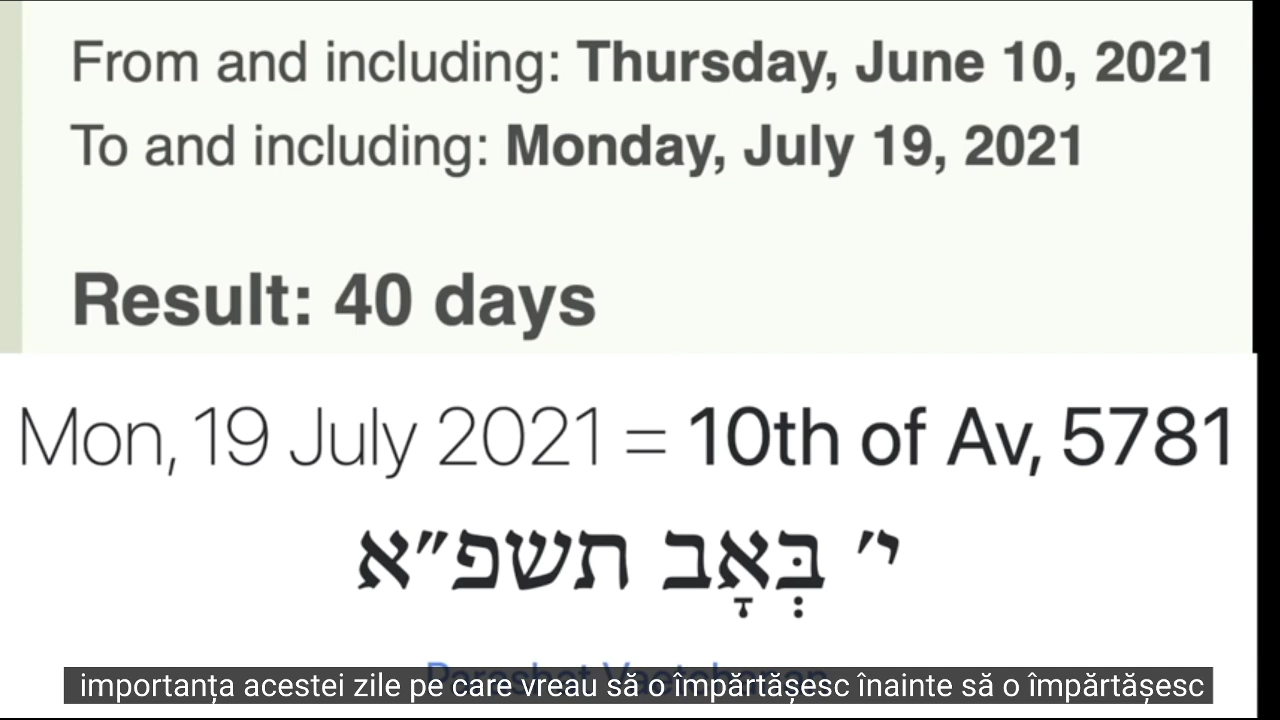 From and including: Thursday, June 10, 2021
To and including: Monday, July 19, 2021
Result: 40 days
Mon, 19 July 2021 = 10th of Av, 5781
י׳ בְּאָב תשפ״א
importanța acestei zile pe care vreau să o împărtășesc înainte să o împărtășesc